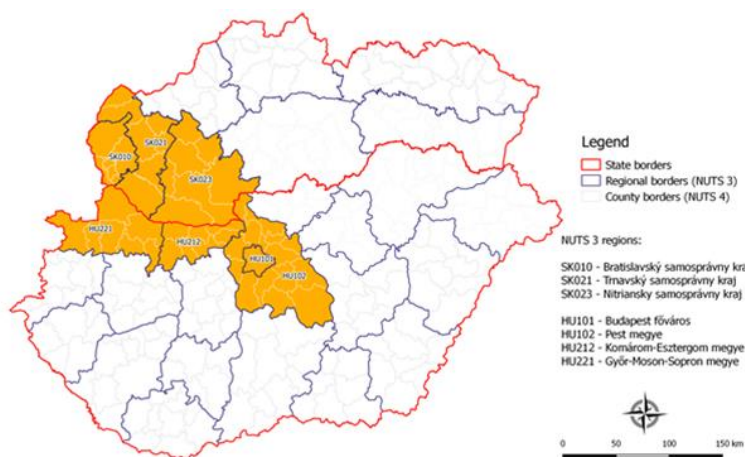 SK021
SK010
SK023
HU221
HU212
HU101
HU102
Legend
State borders
Regional borders (NUTS 3)
County borders (NUTS 4)
NUTS 3 regions:
SK010 - Bratislavský samosprávny kra
SK021 - Trnavský samosprávny kraj
SK023 - Nitriansky samosprávny kraj
HU101 - Budapest főváros
HU102 - Pest megye
HU212 - Komárom-Esztergom megye
HU221 - Győr-Moson-Sopron megye
0 50 100 150 km